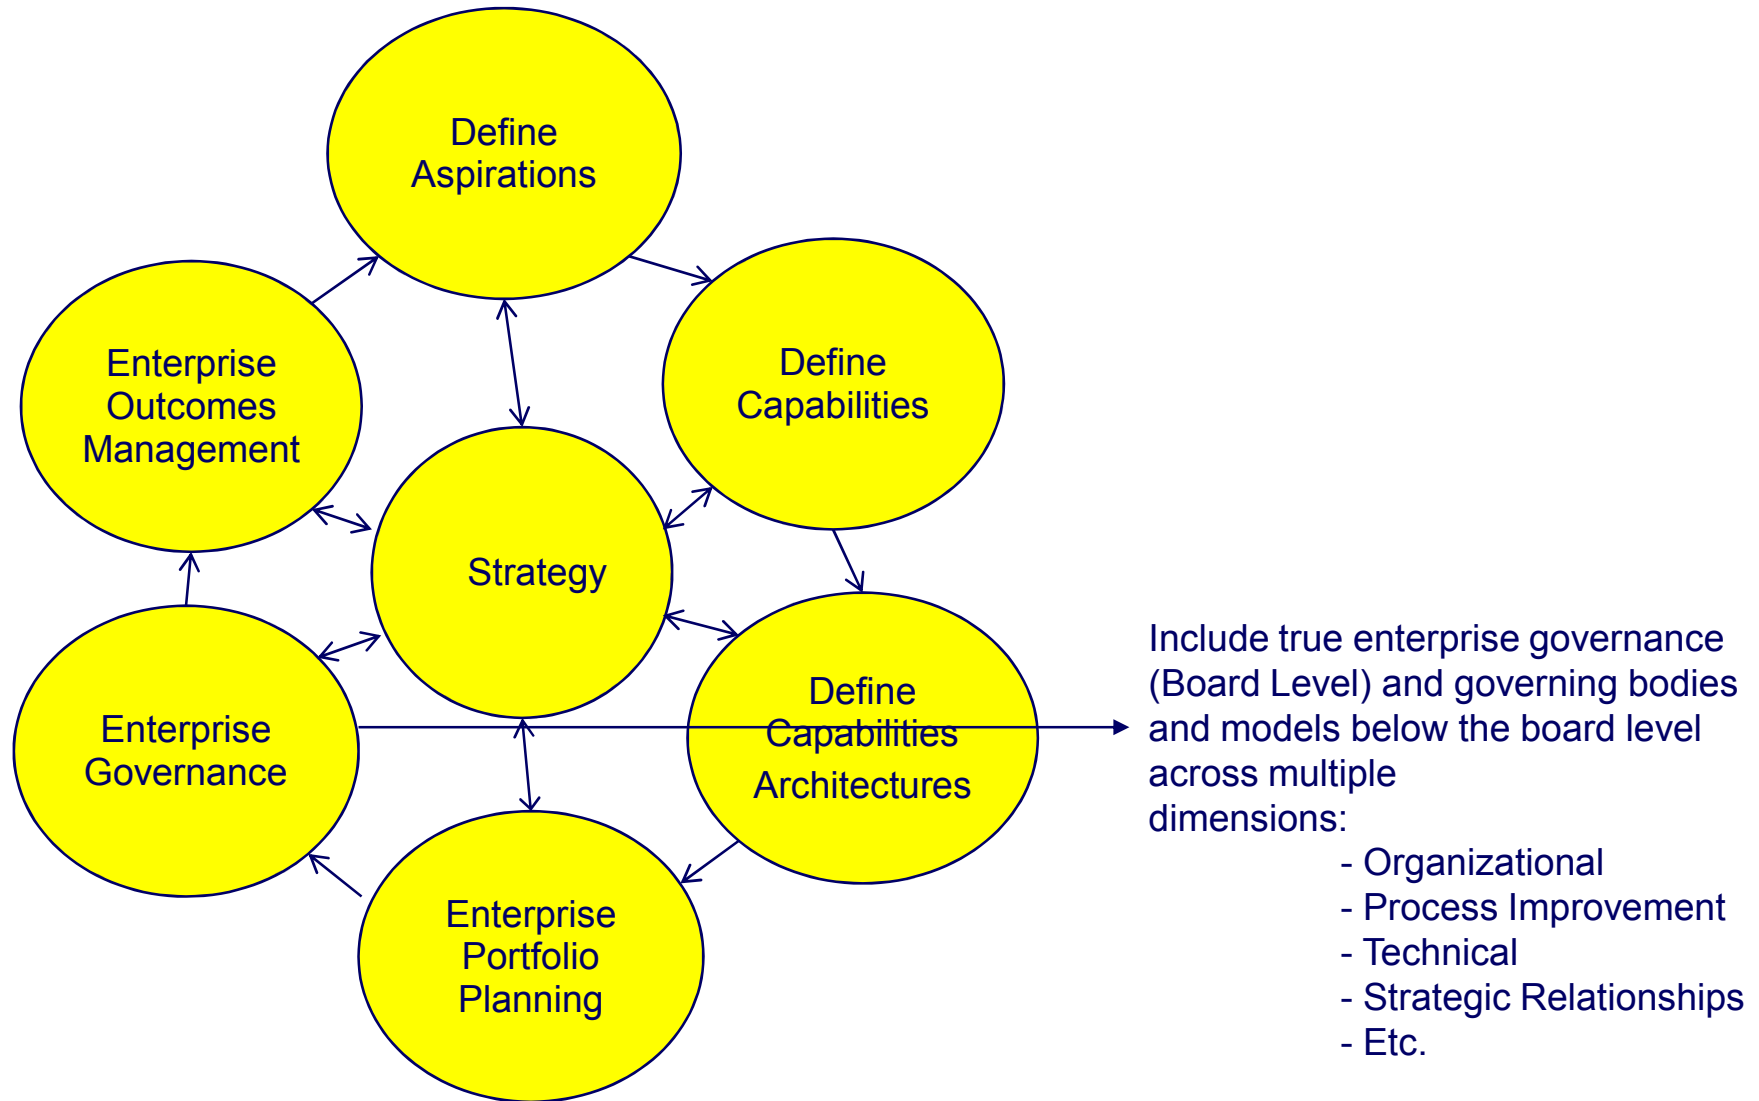 Define
Aspirations
Define
Capabilities
Enterprise
Outcomes
Management
Strategy
Define
Capabilities
Architectures
Enterprise
Governance
Enterprise
Portfolio
Planning
Include true enterprise governance
(Board Level) and governing bodies
and models below the board level
across multiple
dimensions:
- Organizational
- Process Improvement
- Technical
- Strategic Relationships
- Etc.